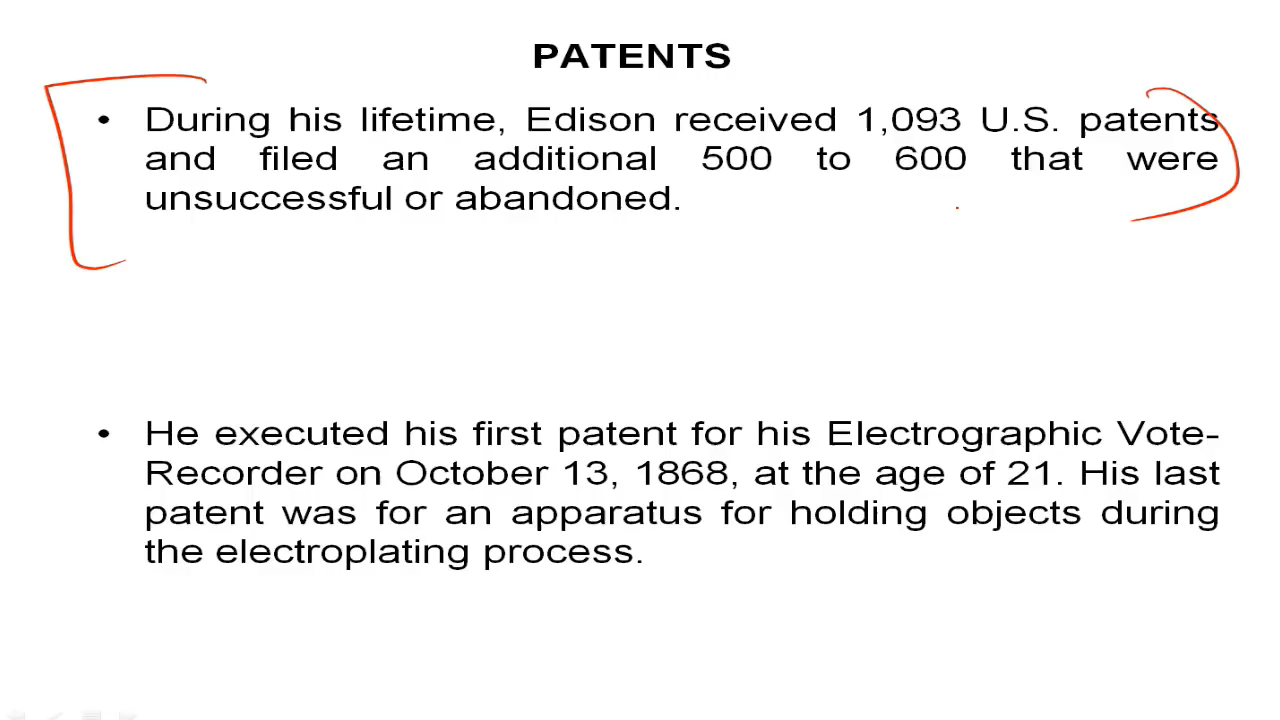 PATENTS
• During his lifetime, Edison received 1,093 U.S. patents
and filed an additional 500 to 600 that were
unsuccessful or abandoned.
• He executed his first patent for his Electrographic Vote-
Recorder on October 13, 1868, at the age of 21. His last
patent was for an apparatus for holding objects during
the electroplating process.